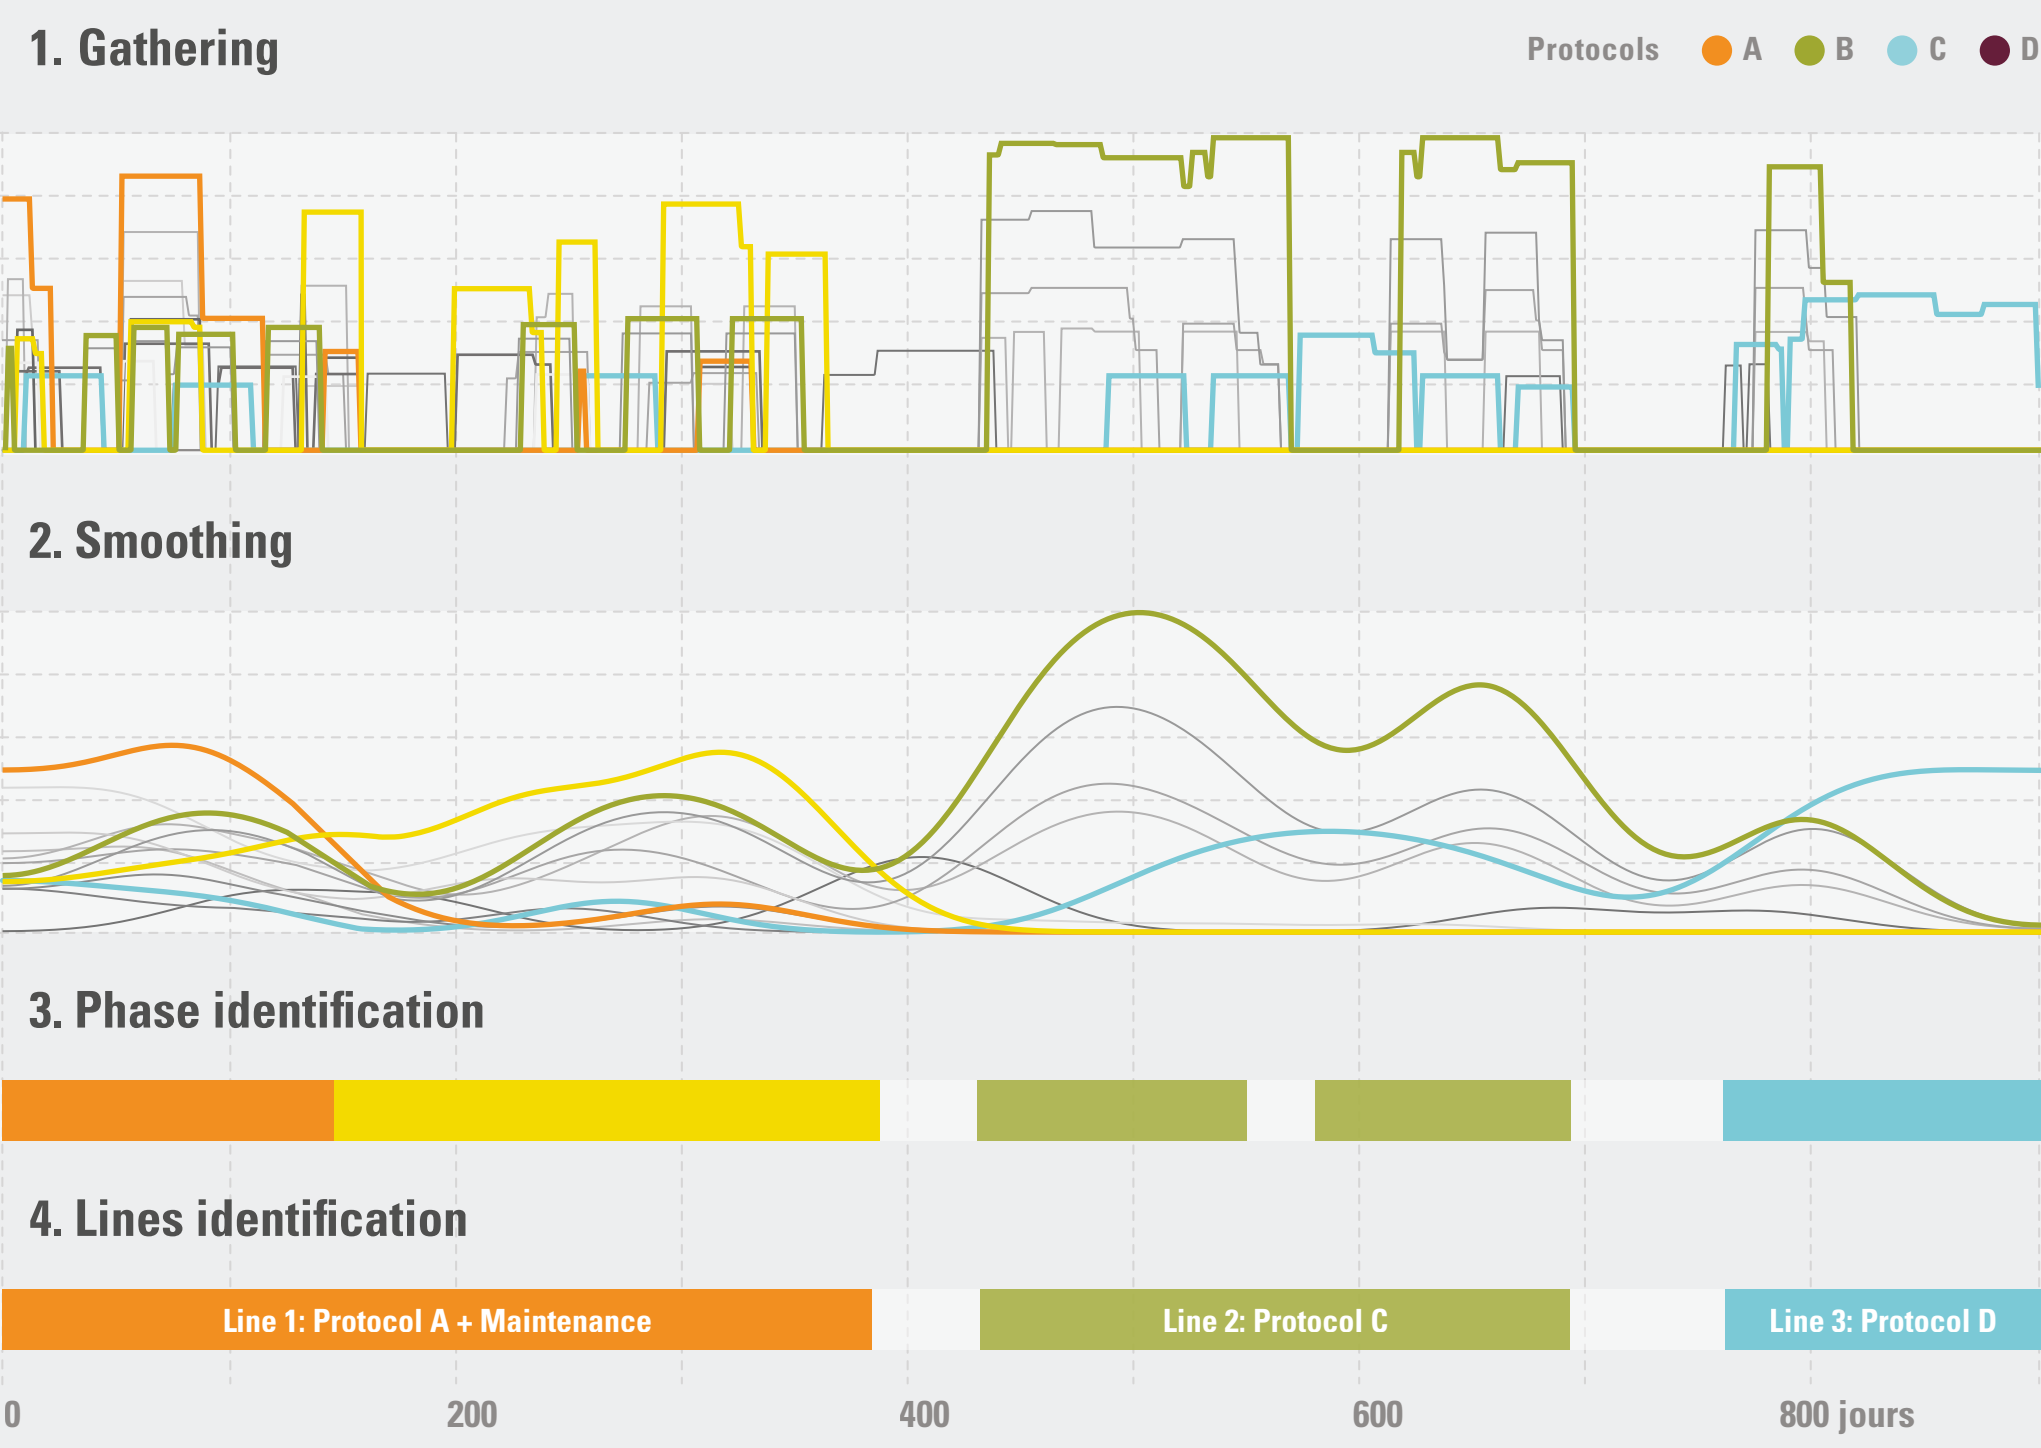 1. Gathering
Protocols A B C D
2. Smoothing
3. Phase identification
4. Lines identification
Line 1: Protocol A + Maintenance Line 2: Protocol C Line 3: Protocol D
0 200 400 600 800 jours